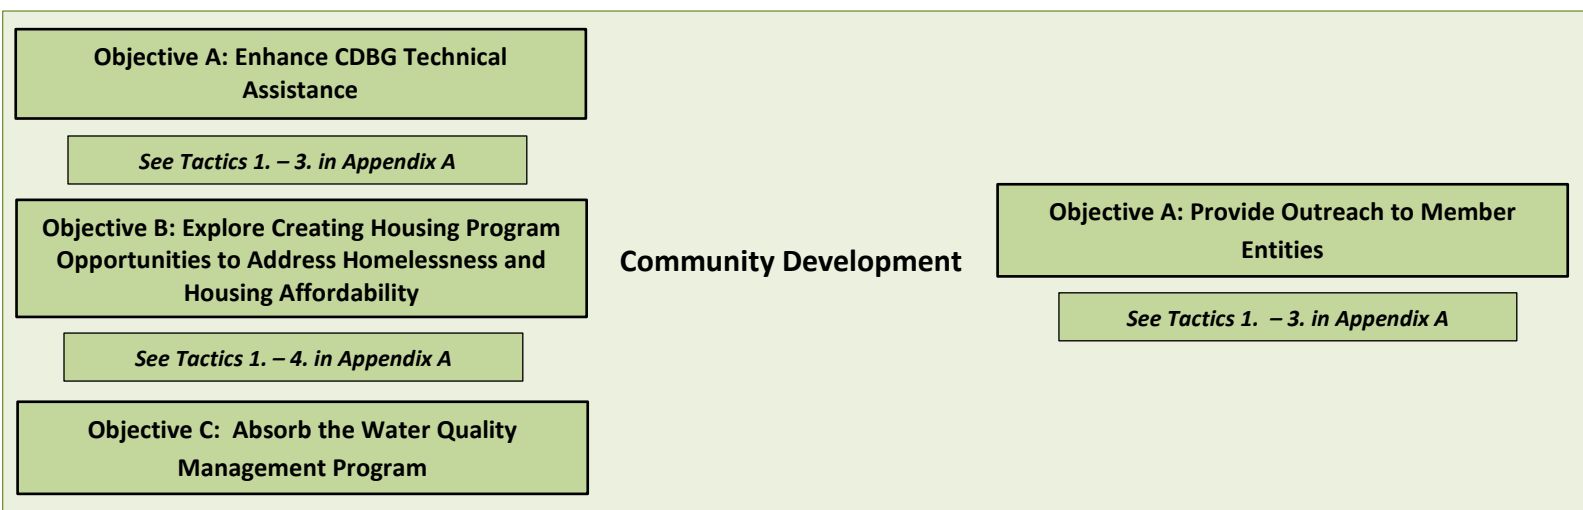 Objective A: Enhance CDBG Technical
Assistance
See Tactics 1. – 3. in Appendix A
Objective B: Explore Creating Housing Program
Opportunities to Address Homelessness and
Housing Affordability
See Tactics 1. – 4. in Appendix A
Objective C:  Absorb the Water Quality
Management Program
Community Development
Objective A: Provide Outreach to Member
Entities
See Tactics 1.  – 3. in Appendix A